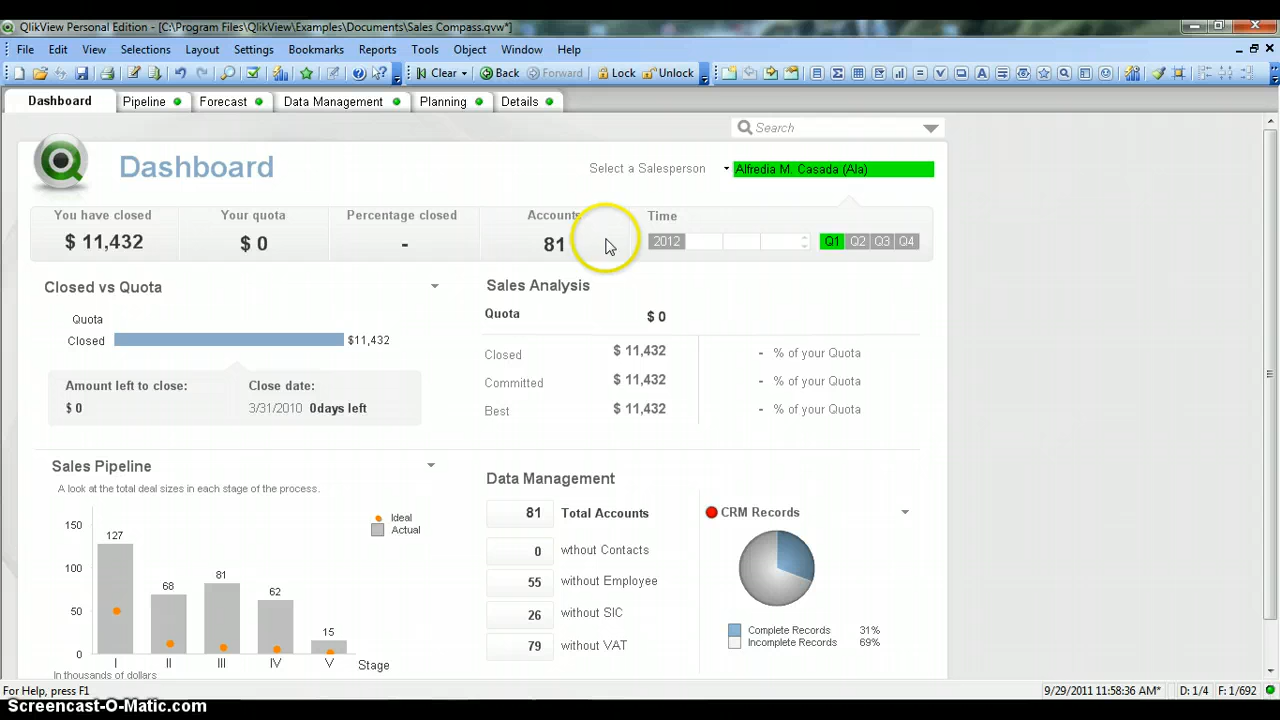 QlikView Personal Edition - [C:\Program Files\QlikView\Examples\Documents\Sales Compass.qvw*]
File Edit View Selections Layout Settings Bookmarks Reports Tools Object Window Help
Clear Back Forward Lock Unlock
Dashboard Pipeline Forecast Data Management Planning Details
Search
Dashboard
Select a Salesperson Alfredia M. Casada (Ala)
You have closed Your quota Percentage closed Accounts Time
$ 11,432 $ 0 - 81 2012 Q1 Q2 Q3 Q4
Closed vs Quota
Quota
Closed $11,432
Amount left to close: Close date:
$ 0 3/31/2010 0days left
Sales Analysis
Quota $ 0
Closed $ 11,432 - % of your Quota
Committed $ 11,432 - % of your Quota
Best $ 11,432 - % of your Quota
Sales Pipeline
A look at the total deal sizes in each stage of the process.
Ideal
Actual
150
100
50
0
127 68 81 62 15
I II III IV V Stage
In thousands of dollars
Data Management
81 Total Accounts
0 wthout Contacts
55 without Employee
26 without SIC
79 without VAT
CRM Records
Complete Records 31%
Incomplete Records 69%
For Help, press F1 9/29/2011 11:58:36 AM* D: 1/4 F: 1/692
Screencast-O-Matic.com